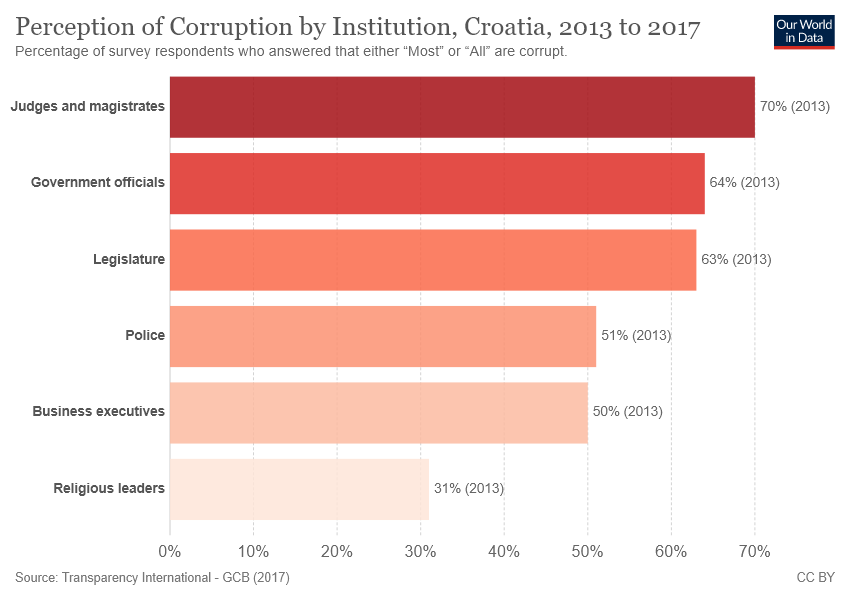 Perception of Corruption by Institution, Croatia, 2013 to 2017
Percentage of survey respondents who answered that either “Most” or “All” are corrupt.
Our World
in Data
Judges and magistrates 70% (2013)
Government officials 64% (2013)
Legislature 63% (2013)
Police 51% (2013)
Business executives 50% (2013)
Religious leaders 31% (2013)
0% 10% 20% 30% 40% 50% 60% 70%
Source: Transparency International - GCB (2017) CC BY